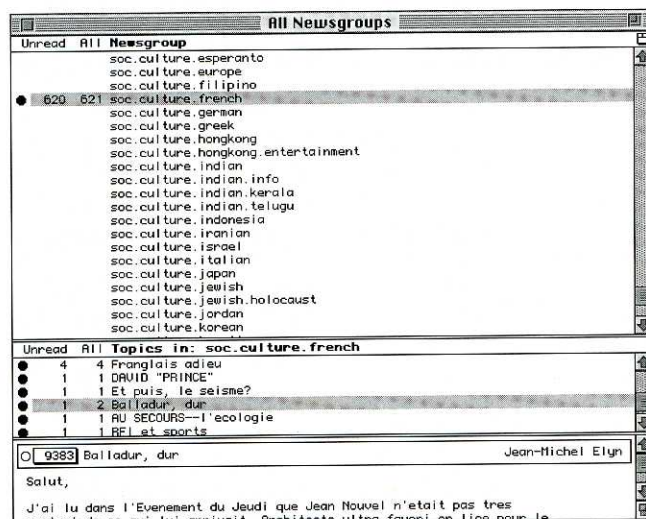 All Newsgroups
Unread All Newsgroup
soc.culture.esperanto
soc.culture.europe
soc.culture.filipino
620 621 soc.culture.french
soc.culture.german
soc.culture.greek
soc.culture.hongkong
soc.culture.hongkong.entertainment
soc.culture.indian
soc.culture.indian.info
soc.culture.indian.kerala
soc.culture.indian.telugu
soc.culture.indonesia
soc.culture.iranian
soc.culture.israel
soc.culture.italian
soc.culture.japan
soc.culture.jewish
soc.culture.jewish.holocaust
soc.culture.jordan
soc.culture.korean
Unread All Topics in: soc.culture.french
4 4 Franglais adieu
1 1 DAVID "PRINCE"
1 1 Et puis, le seisme?
1 2 Balladur, dur
1 1 AU SECOURS--l'ecologie
1 1 RFI et sports
9383 Balladur, dur Jean-Michel Elyn
Salut,
J'ai lu dans l'Evenement du Jeudi que Jean Nouvel n'etait pas tres